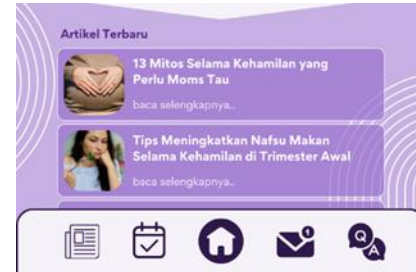 Artikel Terbaru
13 Mitos Selama Kehamilan yang
Perlu Moms Tau
baca selengkapnya..
Tips Meningkatkan Nafsu Makan
Selama Kehamilan di Trimester Awal
baca selengkapnya..
1
Q
A